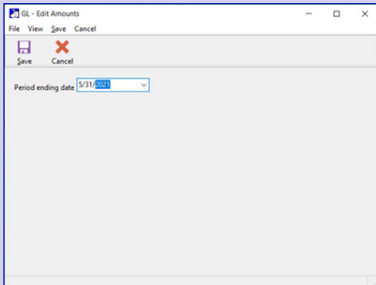 GL - Edit Amounts
File View Save Cancel
Save Cancel
Period ending date 5/31/2021